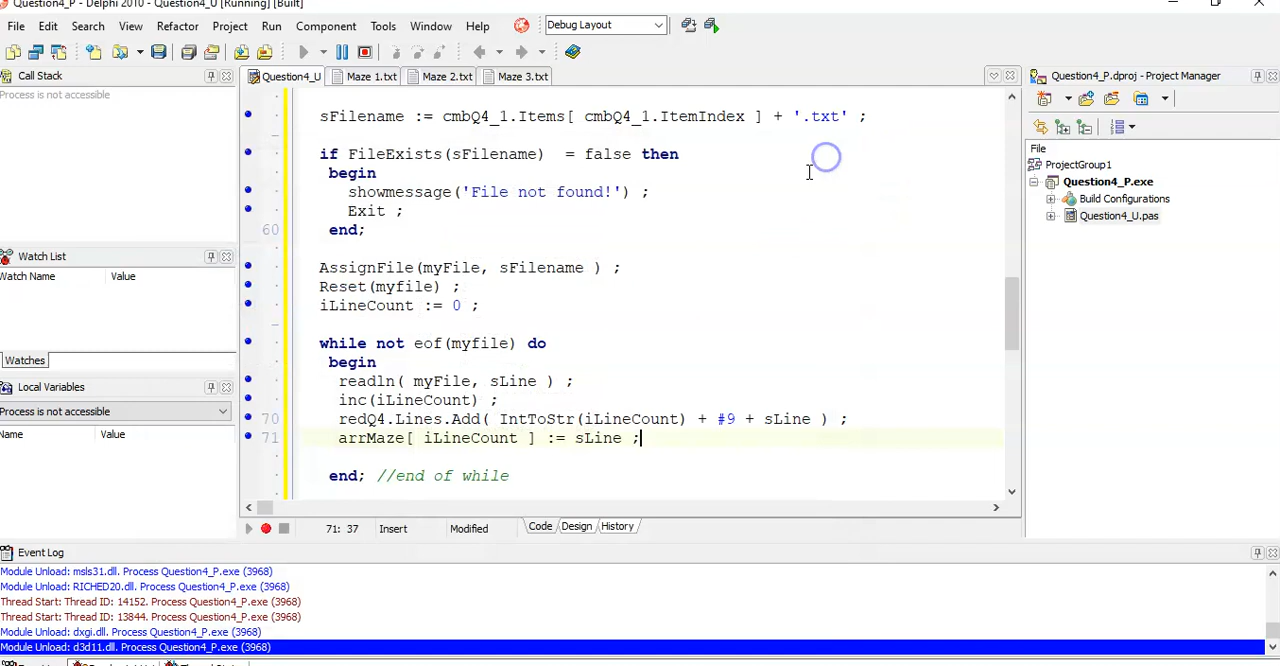 Question4_P - Delphi 2010 - Question4_U [Running] [Built]
File Edit Search View Refactor Project Run Component Tools Window Help Debug Layout
Call Stack
Process is not accessible
Watch List
Watch Name Value
Watches
Local Variables
Process is not accessible
Name Value
Question4_U Maze 1.txt Maze 2.txt Maze 3.txt
sFilename := cmbQ4_1.Items[ cmbQ4_1.ItemIndex ] + '.txt' ;
if FileExists(sFilename) = false then
begin
showmessage('File not found!') ;
Exit ;
60 end;
AssignFile(myFile, sFilename ) ;
Reset(myfile) ;
iLineCount := 0 ;
while not eof(myfile) do
begin
readln( myFile, sLine ) ;
inc(iLineCount) ;
70 redQ4.Lines.Add( IntToStr(iLineCount) + #9 + sLine ) ;
71 arrMaze[ iLineCount ] := sLine ;
end; //end of while
71: 37 Insert Modified Code Design History
Question4_P.dproj - Project Manager
File
ProjectGroup1
Question4_P.exe
Build Configurations
Question4_U.pas
Event Log
Module Unload: msls31.dll. Process Question4_P.exe (3968)
Module Unload: RICHED20.dll. Process Question4_P.exe (3968)
Thread Start: Thread ID: 14152. Process Question4_P.exe (3968)
Thread Start: Thread ID: 13844. Process Question4_P.exe (3968)
Module Unload: dxgi.dll. Process Question4_P.exe (3968)
Module Unload: d3d11.dll. Process Question4_P.exe (3968)